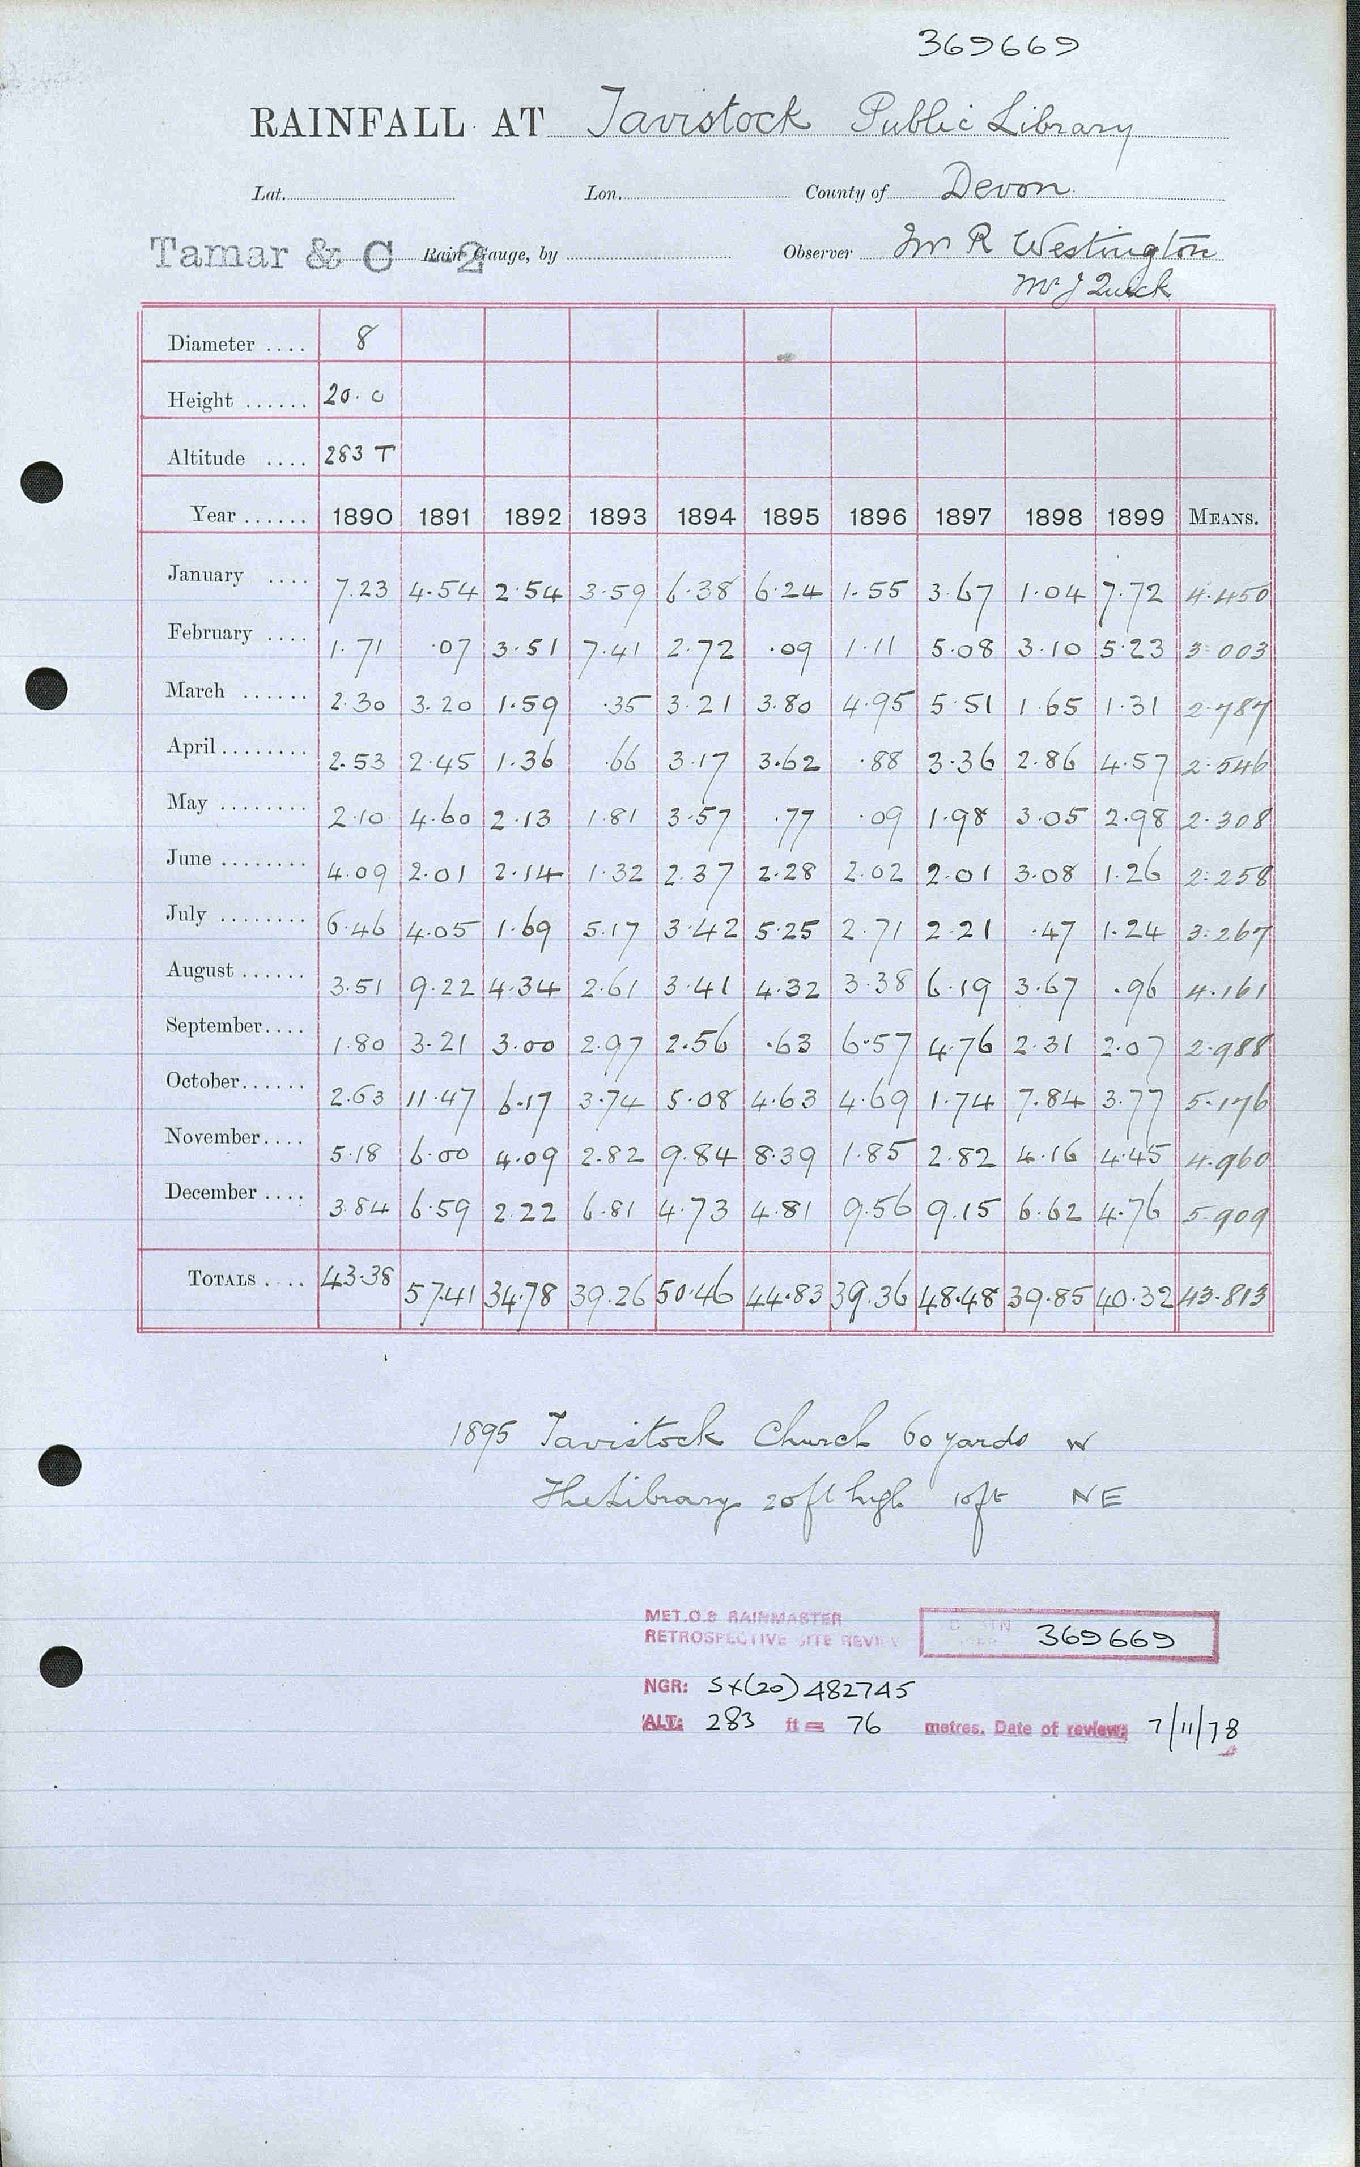 369669
RAINFALL AT Tavistock Public Library
Lat. Lon. County of Devon.
Tamar & C 2 Rain Gauge, by Observer Mr R Westington
Mr J Quick
Diameter .... 8
Height ...... 20.0
Altitude .... 283 T
Year ...... 1890 1891 1892 1893 1894 1895 1896 1897 1898 1899 MEANS.
January .... 7.23 4.54 2.54 3.59 6.38 6.24 1.55 3.67 1.04 7.72 4.450
February .... 1.71 .07 3.51 7.41 2.72 .09 1.11 5.08 3.10 5.23 3.003
March ...... 2.30 3.20 1.59 .35 3.21 3.80 4.95 5.51 1.65 1.31 2.787
April ........ 2.53 2.45 1.36 .66 3.17 3.62 .88 3.36 2.86 4.57 2.546
May ........ 2.10 4.60 2.13 1.81 3.57 .77 .09 1.98 3.05 2.98 2.308
June ........ 4.09 2.01 2.14 1.32 2.37 2.28 2.02 2.01 3.08 1.26 2.258
July ........ 6.46 4.05 1.69 5.17 3.42 5.25 2.71 2.21 .47 1.24 3.267
August ...... 3.51 9.22 4.34 2.61 3.41 4.32 3.38 6.19 3.67 .96 4.161
September.... 1.80 3.21 3.00 2.97 2.56 .63 6.57 4.76 2.31 2.07 2.988
October...... 2.63 11.47 6.17 3.74 5.08 4.63 4.69 1.74 7.84 3.77 5.176
November.... 5.18 6.00 4.09 2.82 9.84 8.39 1.85 2.82 4.16 4.45 4.960
December .... 3.84 6.59 2.22 6.81 4.73 4.81 9.56 9.15 6.62 4.76 5.909
TOTALS .... 43.38 57.41 34.78 39.26 50.46 44.83 39.36 48.48 39.85 40.32 43.813
1895 Tavistock Church 60 yards W
The Library 20ft high 10ft NE
MET.O.8 RAINMASTER
RETROSPECTIVE SITE REVIEW 369669
NGR: SX(20)482745
ALT: 283 ft = 76 metres. Date of review: 7/11/78